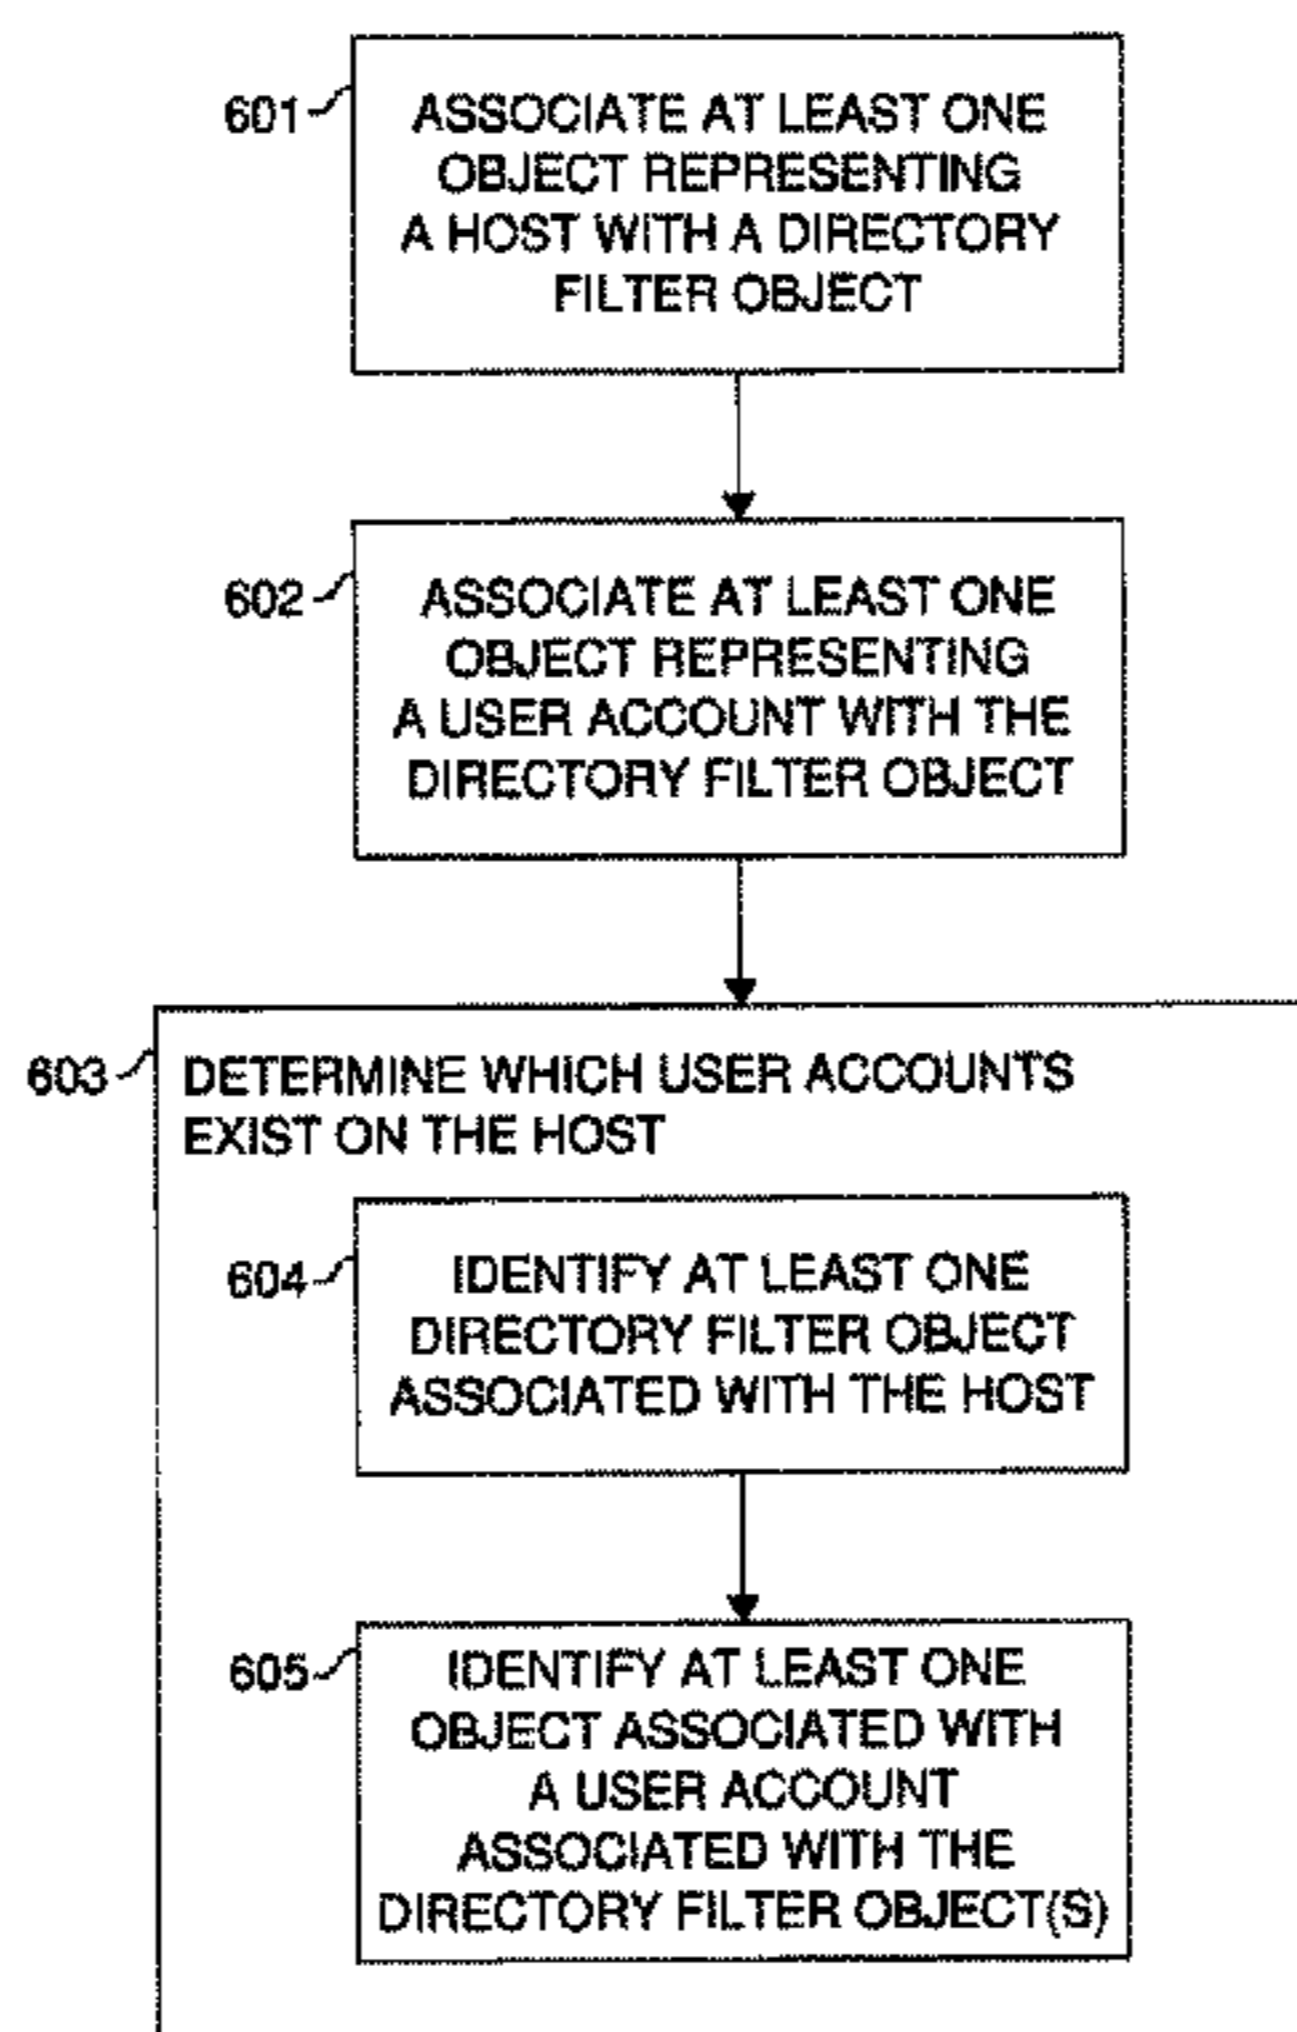 601
ASSOCIATE AT LEAST ONE
OBJECT REPRESENTING
A HOST WITH A DIRECTORY
FILTER OBJECT
602
ASSOCIATE AT LEAST ONE
OBJECT REPRESENTING
A USER ACCOUNT WITH THE
DIRECTORY FILTER OBJECT
603
DETERMINE WHICH USER ACCOUNTS
EXIST ON THE HOST
604
IDENTIFY AT LEAST ONE
DIRECTORY FILTER OBJECT
ASSOCIATED WITH THE HOST
605
IDENTIFY AT LEAST ONE
OBJECT ASSOCIATED WITH
A USER ACCOUNT
ASSOCIATED WITH THE
DIRECTORY FILTER OBJECT(S)